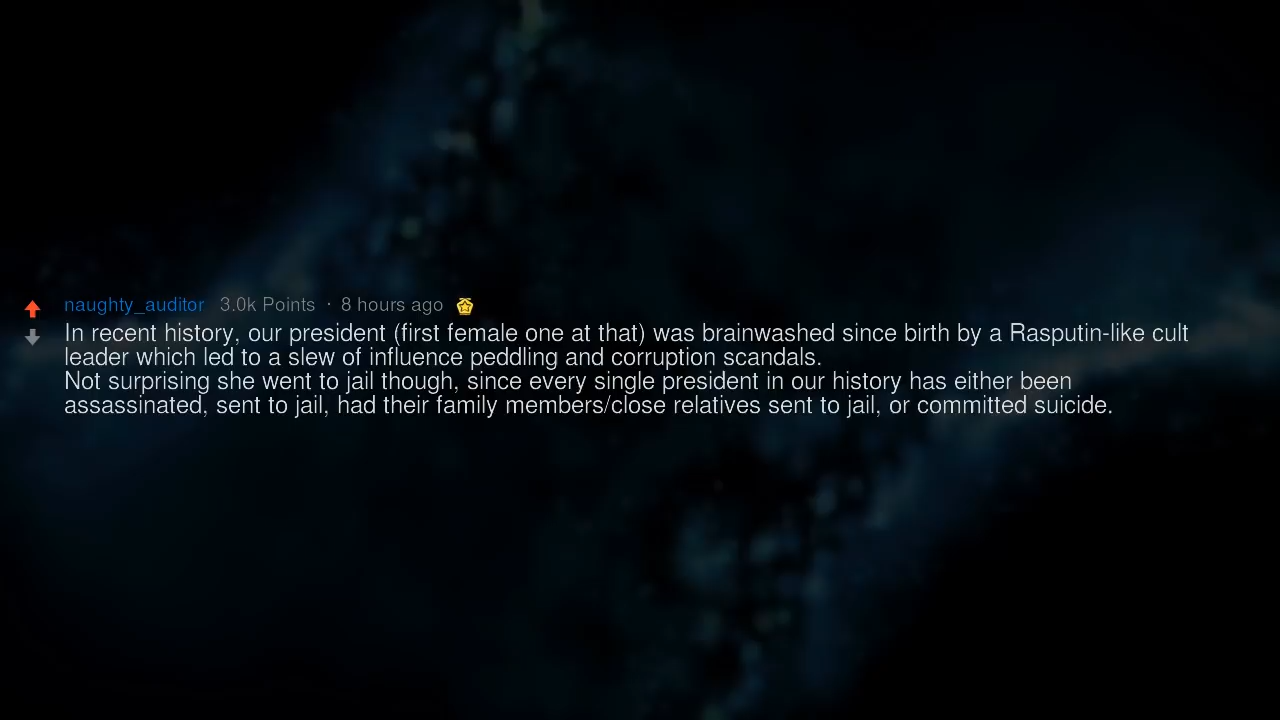 naughty_auditor 3.0k Points · 8 hours ago
In recent history, our president (first female one at that) was brainwashed since birth by a Rasputin-like cult
leader which led to a slew of influence peddling and corruption scandals.
Not surprising she went to jail though, since every single president in our history has either been
assassinated, sent to jail, had their family members/close relatives sent to jail, or committed suicide.